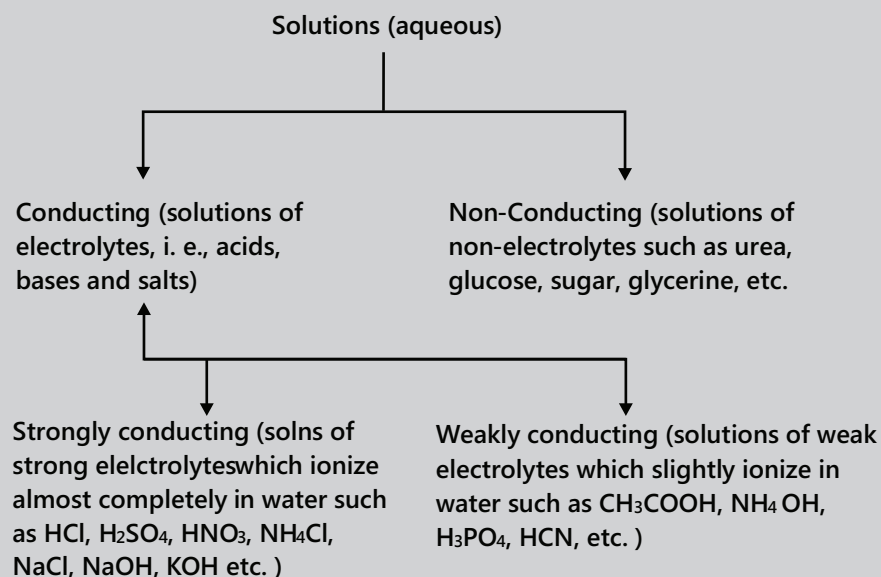 Solutions (aqueous)
Conducting (solutions of
electrolytes, i. e., acids,
bases and salts)
Non-Conducting (solutions of
non-electrolytes such as urea,
glucose, sugar, glycerine, etc.
Strongly conducting (solns of
strong elelctrolyteswhich ionize
almost completely in water such
as HCl, H₂SO₄, HNO₃, NH₄Cl,
NaCl, NaOH, KOH etc. )
Weakly conducting (solutions of weak
electrolytes which slightly ionize in
water such as CH₃COOH, NH₄ OH,
H₃PO₄, HCN, etc. )